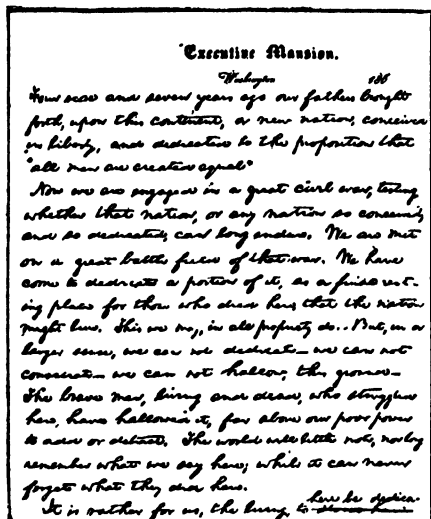 Executive Mansion.
Washington, 186
Four score and seven years ago our fathers brought
forth, upon this continent, a new nation, conceived
in liberty, and dedicated to the proposition that
"all men are created equal"
Now we are engaged in a great civil war, testing
whether that nation, or any nation so conceived,
and so dedicated, can long endure. We are met
on a great battle field of that war. We have
come to dedicate a portion of it, as a final rest-
ing place for those who died here, that the nation
might live. This we may, in all propriety do. But, in a
larger sense, we can not dedicate— we can not
consecrate— we can not hallow, this ground—
The brave men, living and dead, who struggled
here, have hallowed it, far above our poor power
to add or detract. The world will little note, nor long
remember what we say here; while it can never
forget what they did here.
here be dedica-
It is rather for us, the living, to stand here